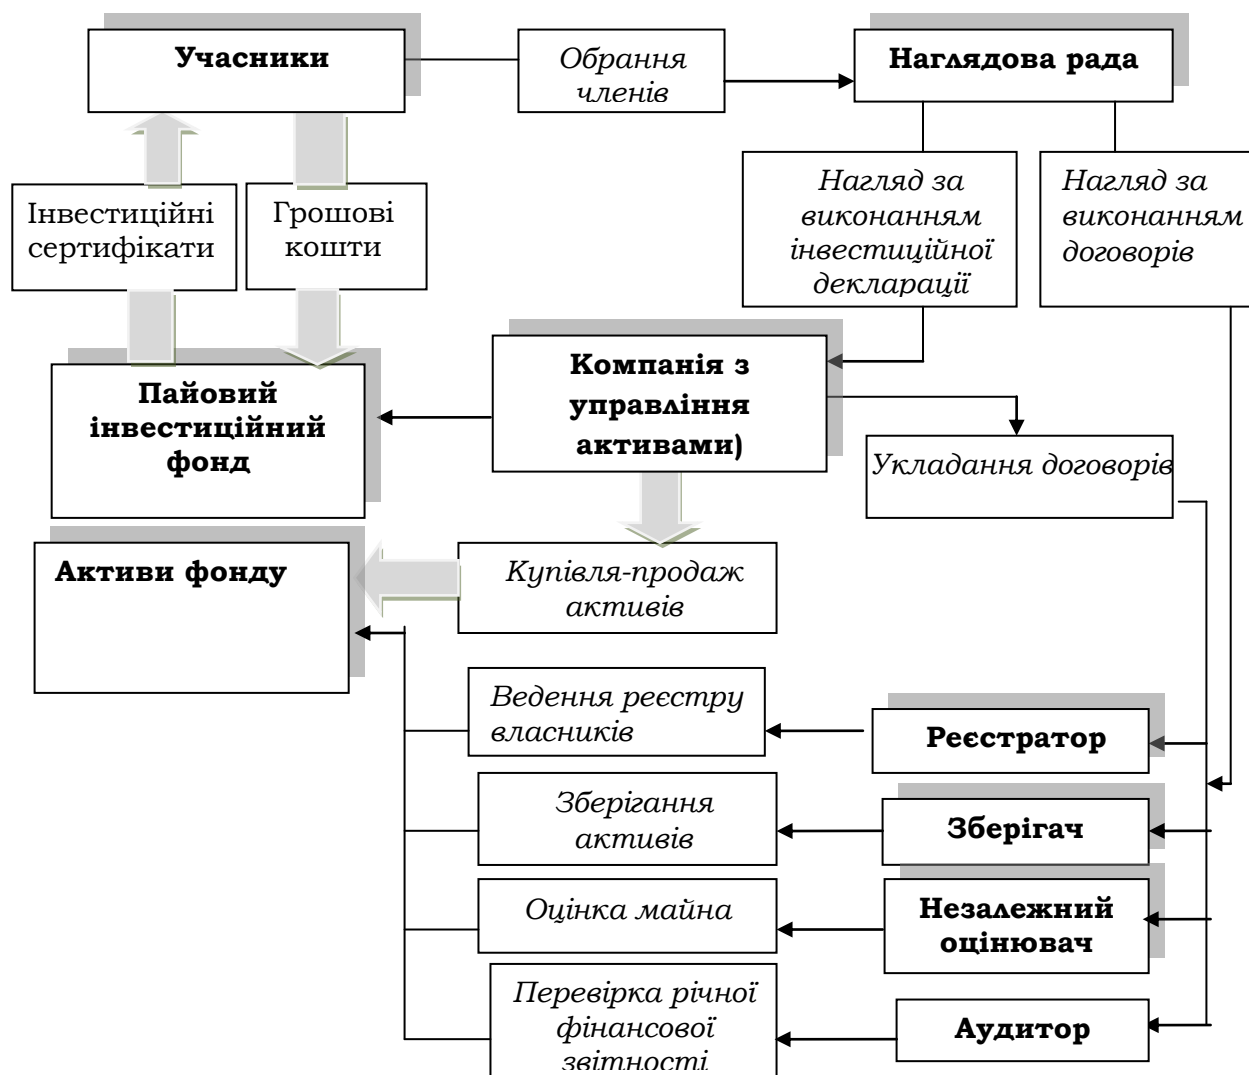 Учасники
Обрання
членів
Наглядова рада
Інвестиційні
сертифікати
Грошові
кошти
Нагляд за
виконанням
інвестиційної
декларації
Нагляд за
виконанням
договорів
Пайовий
інвестиційний
фонд
Компанія з
управління
активами)
Укладання договорів
Активи фонду
Купівля-продаж
активів
Ведення реєстру
власників
Реєстратор
Зберігання
активів
Зберігач
Оцінка майна
Незалежний
оцінювач
Перевірка річної
фінансової
звітності
Аудитор